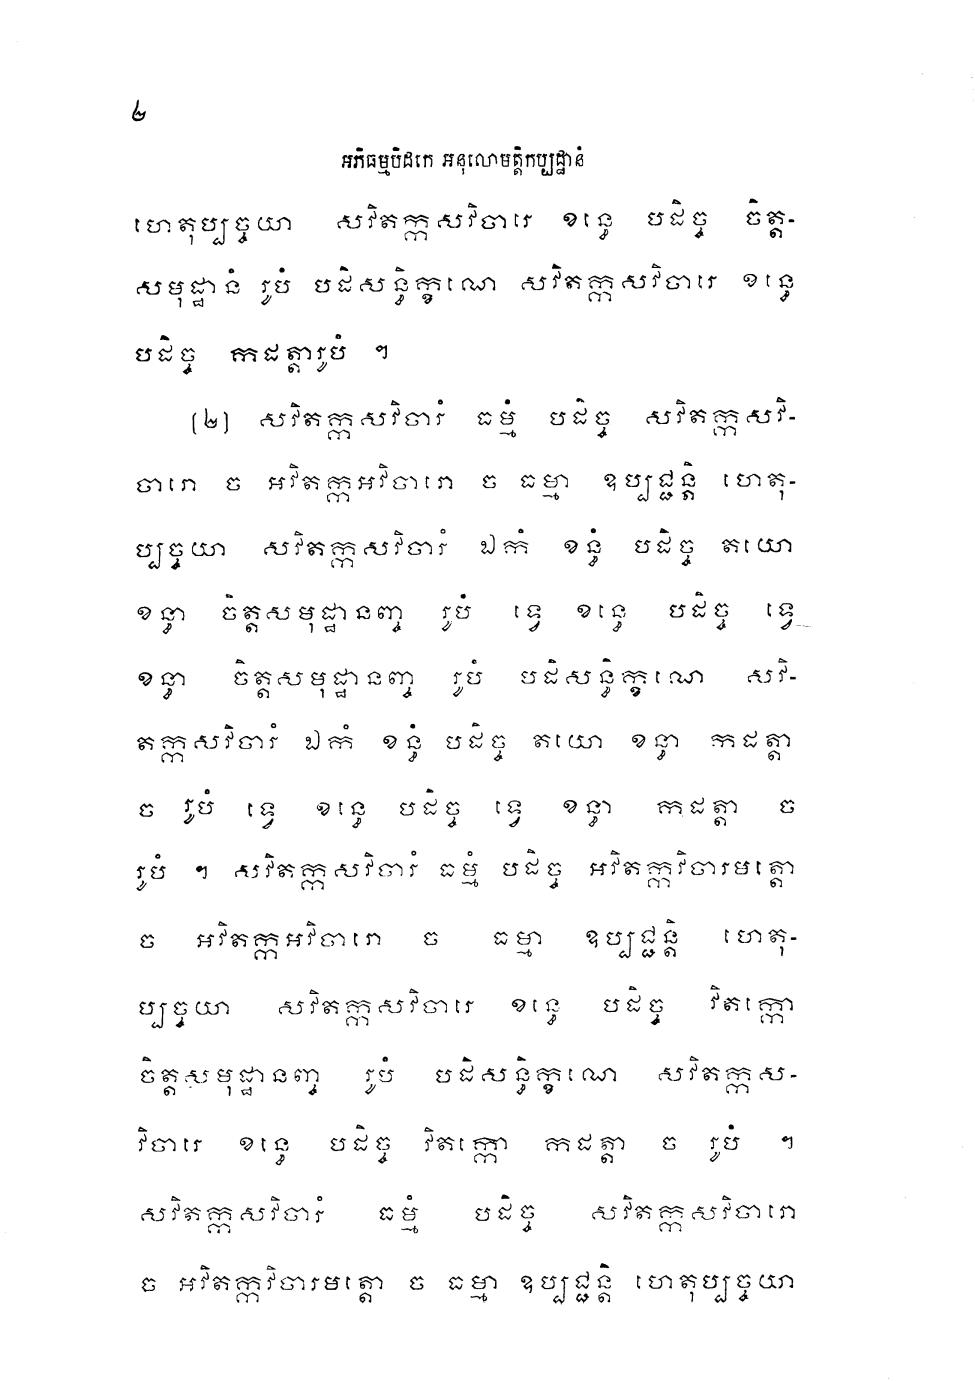 ២
អភិធម្មបិដកេ អនុលោមត្តិកប្បដ្ឋានំ
ហេតុប្បច្ចយា សវិតក្កសវិចារេ ខន្ធេ បដិច្ច ចិត្ត-
សមុដ្ឋានំ រូបំ បដិសន្ធិក្ខណេ សវិតក្កសវិចារេ ខន្ធេ
បដិច្ច កដត្តារូបំ ។
(២) សវិតក្កសវិចារំ ធម្មំ បដិច្ច សវិតក្កសវិ-
ចារោ ច អវិតក្កអវិចារោ ច ធម្មា ឧប្បជ្ជន្តិ ហេតុ-
ប្បច្ចយា សវិតក្កសវិចារំ ឯកំ ខន្ធំ បដិច្ច តយោ
ខន្ធា ចិត្តសមុដ្ឋានញ្ច រូបំ ទ្វេ ខន្ធេ បដិច្ច ទ្វេ
ខន្ធា ចិត្តសមុដ្ឋានញ្ច រូបំ បដិសន្ធិក្ខណេ សវិ-
តក្កសវិចារំ ឯកំ ខន្ធំ បដិច្ច តយោ ខន្ធា កដត្តា
ច រូបំ ទ្វេ ខន្ធេ បដិច្ច ទ្វេ ខន្ធា កដត្តា ច
រូបំ ។ សវិតក្កសវិចារំ ធម្មំ បដិច្ច អវិតក្កវិចារមត្តោ
ច អវិតក្កអវិចារោ ច ធម្មា ឧប្បជ្ជន្តិ ហេតុ-
ប្បច្ចយា សវិតក្កសវិចារេ ខន្ធេ បដិច្ច វិតក្កោ
ចិត្តសមុដ្ឋានញ្ច រូបំ បដិសន្ធិក្ខណេ សវិតក្កស-
វិចារេ ខន្ធេ បដិច្ច វិតក្កោ កដត្តា ច រូបំ ។
សវិតក្កសវិចារំ ធម្មំ បដិច្ច សវិតក្កសវិចារោ
ច អវិតក្កវិចារមត្តោ ច ធម្មា ឧប្បជ្ជន្តិ ហេតុប្បច្ចយា